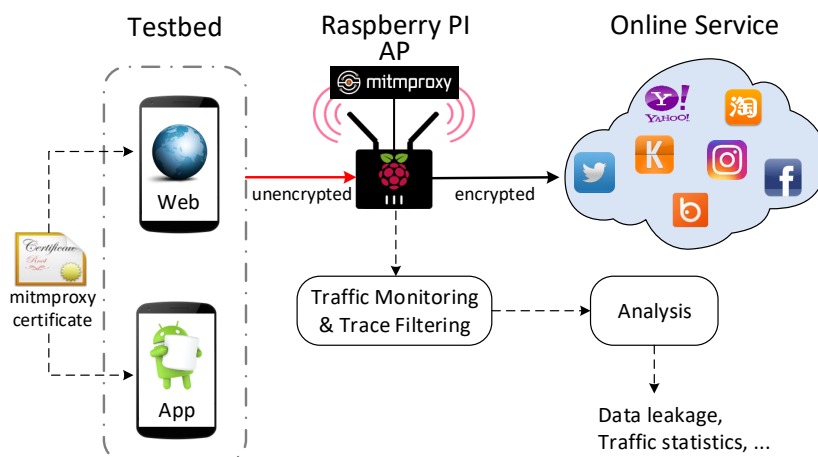 Testbed
Raspberry PI
AP
Online Service
mitmproxy
Y!
YAHOO!
淘
K
Web
unencrypted
encrypted
Certificate
Root
mitmproxy
certificate
Traffic Monitoring
& Trace Filtering
Analysis
App
Data leakage,
Traffic statistics, ...